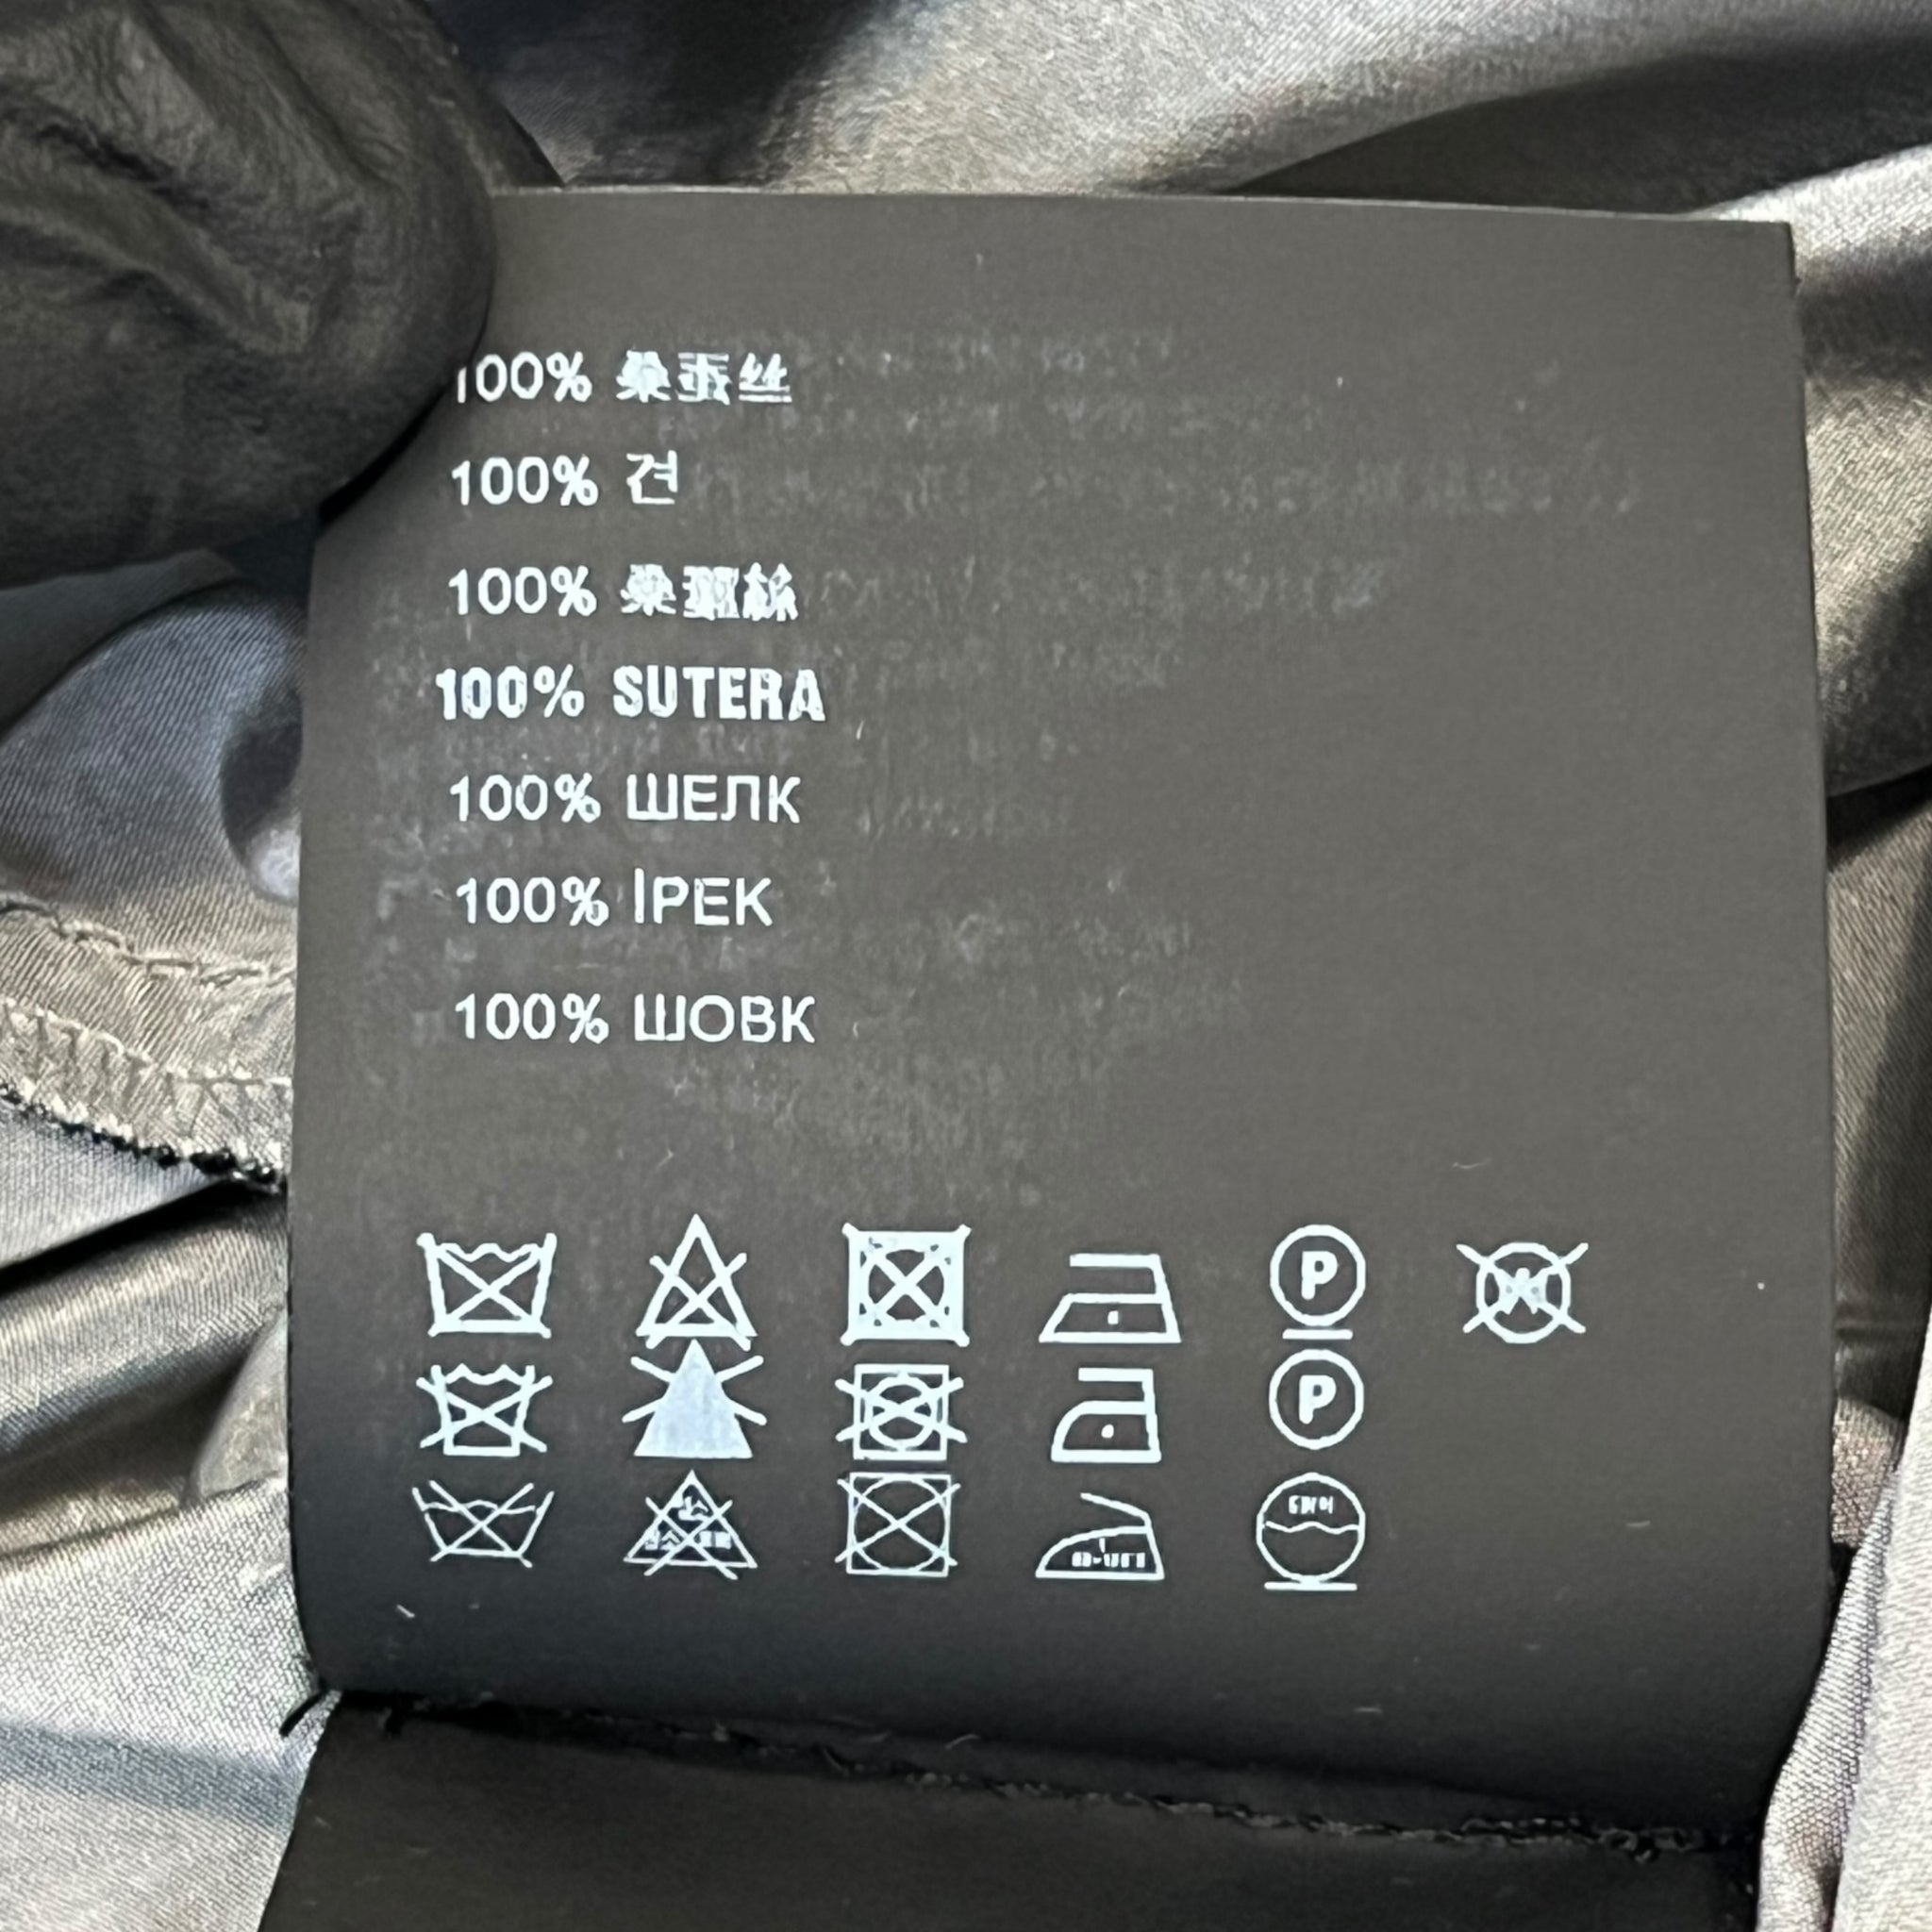 100% 桑蚕丝
100% 견
100% 桑蠶絲
100% SUTERA
100% ШЕЛК
100% İPEK
100% ШОВК
P
P